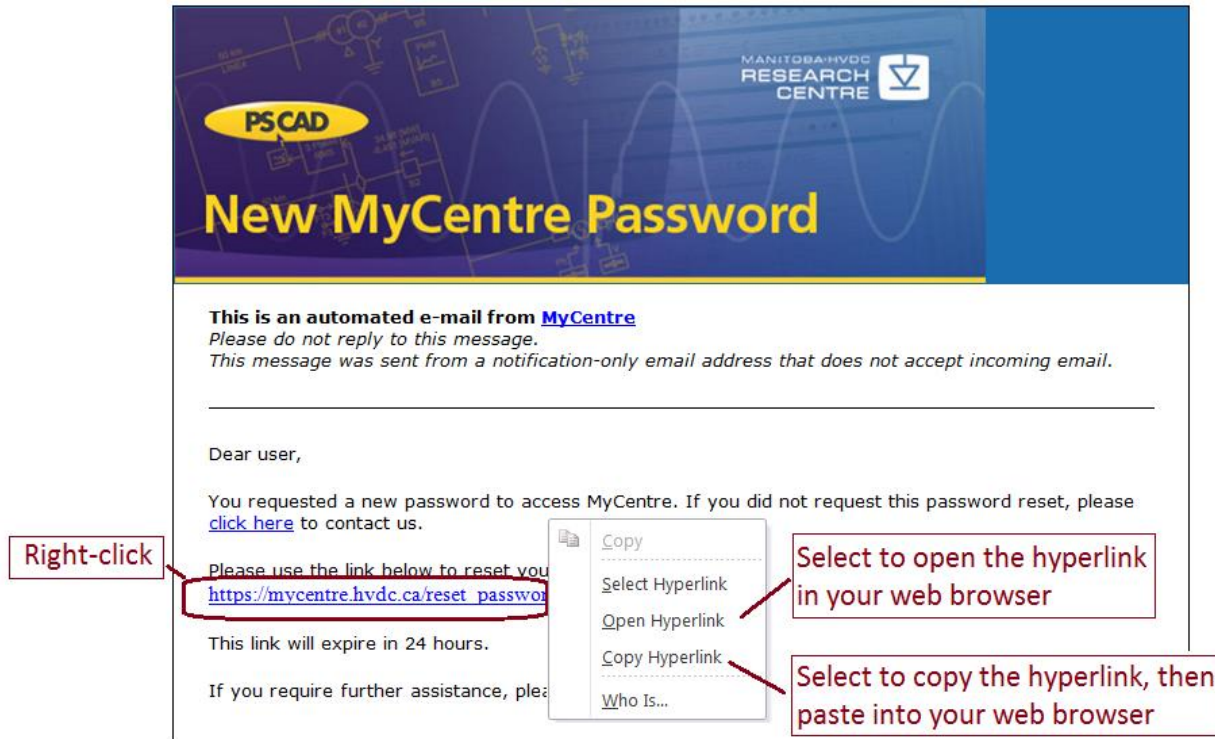 MANITOBA-HVDC
RESEARCH
CENTRE
PSCAD
New MyCentre Password
This is an automated e-mail from MyCentre
Please do not reply to this message.
This message was sent from a notification-only email address that does not accept incoming email.
Dear user,
You requested a new password to access MyCentre. If you did not request this password reset, please
click here to contact us.
Right-click
Please use the link below to reset you
https://mycentre.hvdc.ca/reset_passwor
This link will expire in 24 hours.
If you require further assistance, plea
Copy
Select Hyperlink
Open Hyperlink
Copy Hyperlink
Who Is...
Select to open the hyperlink
in your web browser
Select to copy the hyperlink, then
paste into your web browser